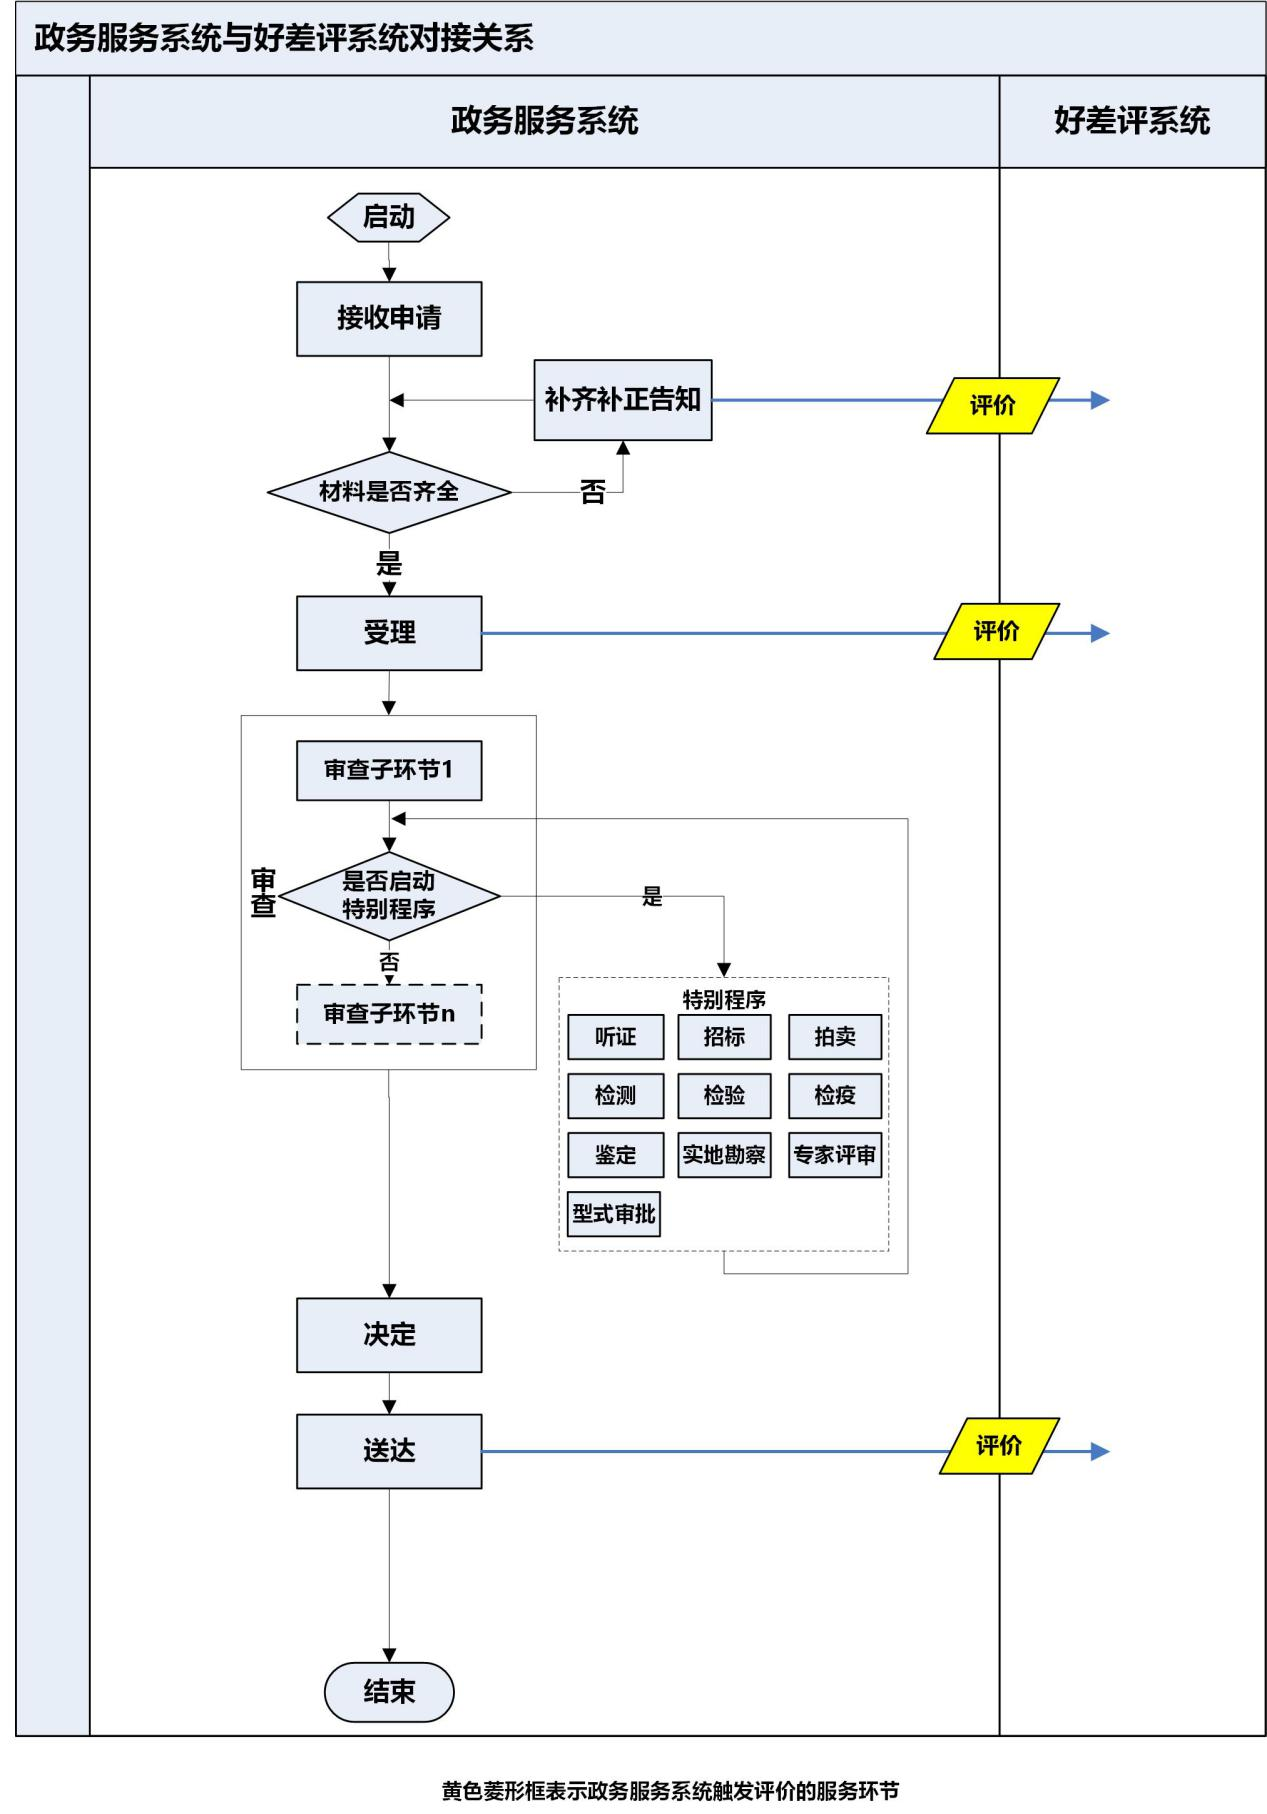 政务服务系统与好差评系统对接关系
政务服务系统
好差评系统
启动
接收申请
补齐补正告知
评价
材料是否齐全
否
是
受理
评价
审查子环节1
审查
是否启动
特别程序
是
否
审查子环节n
特别程序
听证
招标
拍卖
检测
检验
检疫
鉴定
实地勘察
专家评审
型式审批
决定
送达
评价
结束
黄色菱形框表示政务服务系统触发评价的服务环节